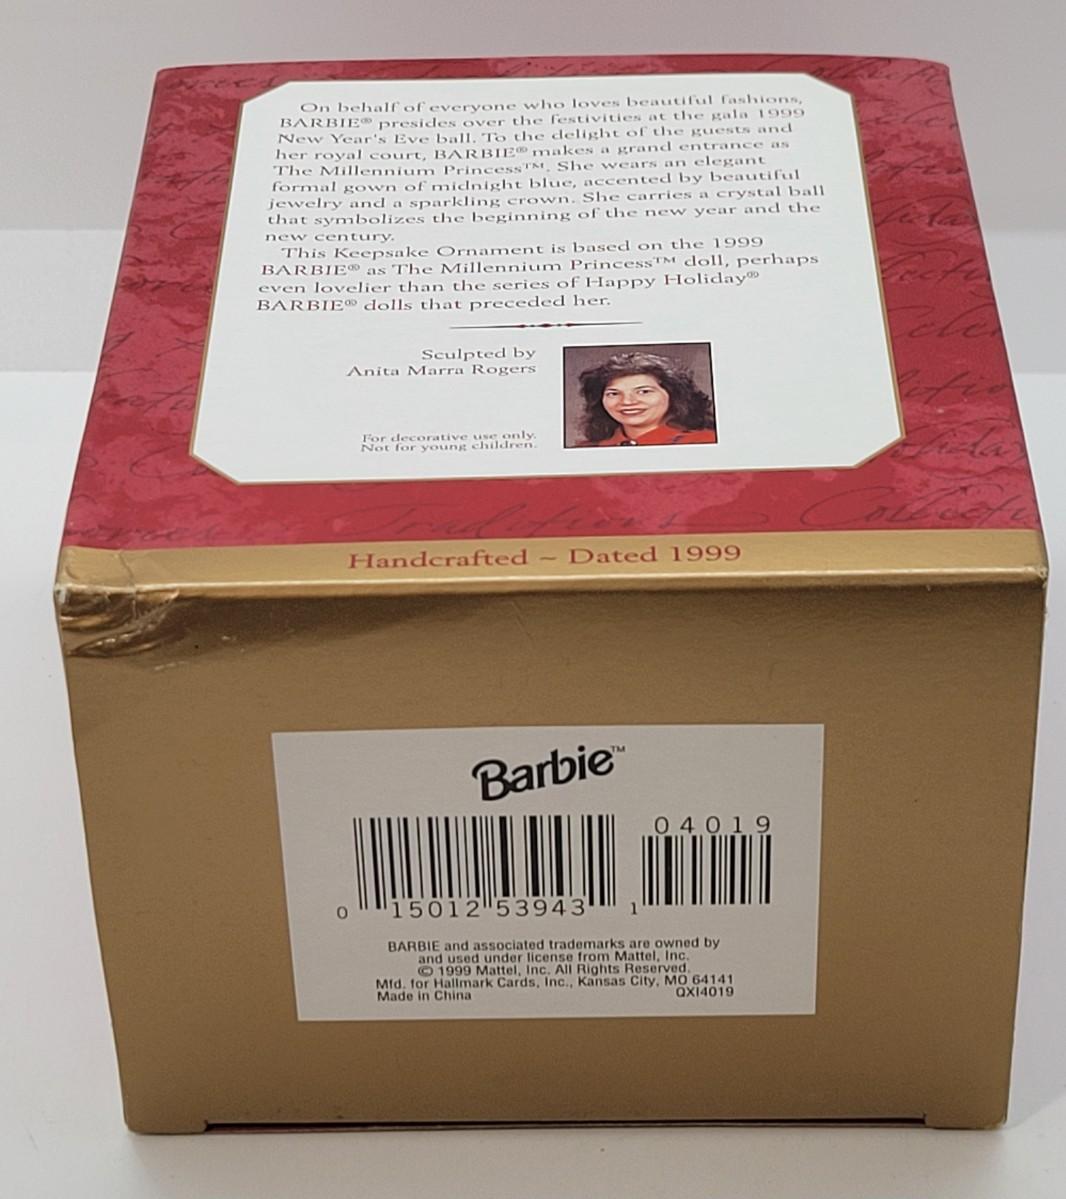 On behalf of everyone who loves beautiful fashions,
BARBIE® presides over the festivities at the gala 1999
New Year's Eve ball. To the delight of the guests and
her royal court, BARBIE® makes a grand entrance as
The Millennium Princess™. She wears an elegant
formal gown of midnight blue, accented by beautiful
jewelry and a sparkling crown. She carries a crystal ball
that symbolizes the beginning of the new year and the
new century.
This Keepsake Ornament is based on the 1999
BARBIE® as The Millennium Princess™ doll, perhaps
even lovelier than the series of Happy Holiday®
BARBIE® dolls that preceded her.
Sculpted by
Anita Marra Rogers
For decorative use only.
Not for young children.
Traditions
Handcrafted ~ Dated 1999
Barbie™
04019
0 15012 53943 1
BARBIE and associated trademarks are owned by
and used under license from Mattel, Inc.
© 1999 Mattel, Inc. All Rights Reserved.
Mfd. for Hallmark Cards, Inc., Kansas City, MO 64141
Made in China QXI4019